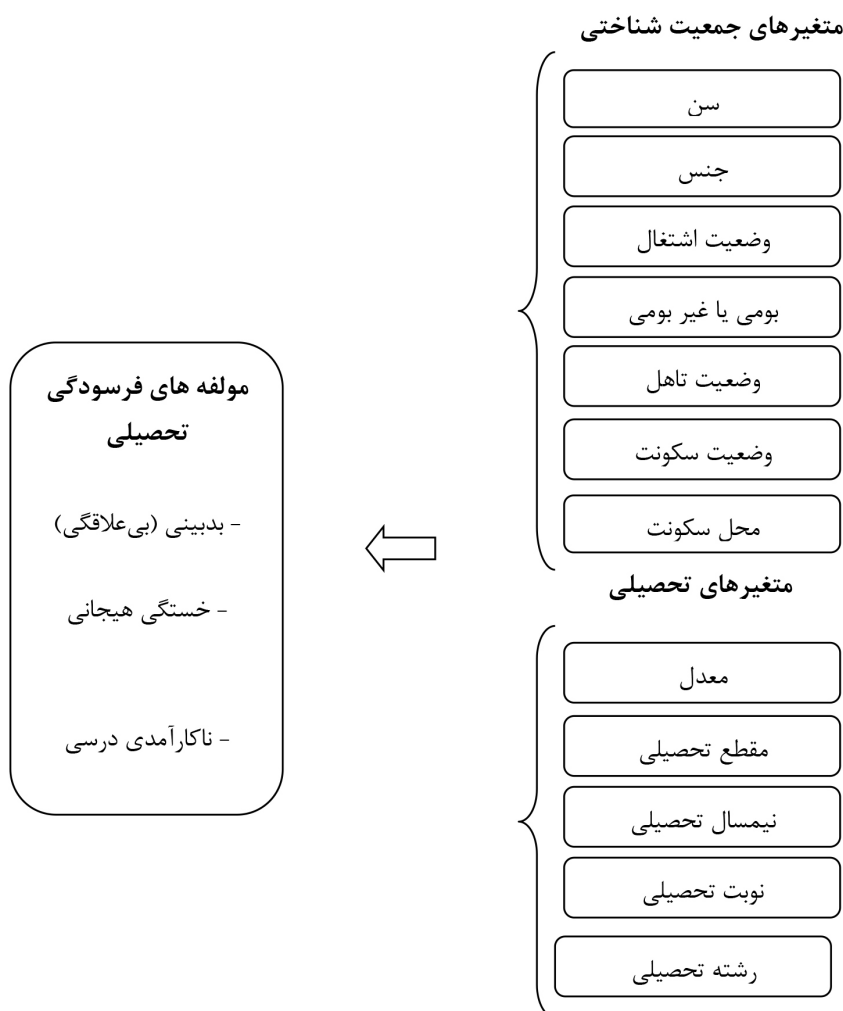 متغیرهای جمعیت شناختی
سن
جنس
وضعیت اشتغال
بومی یا غیر بومی
وضعیت تاهل
وضعیت سکونت
محل سکونت
متغیرهای تحصیلی
معدل
مقطع تحصیلی
نیمسال تحصیلی
نوبت تحصیلی
رشته تحصیلی
مولفه های فرسودگی
تحصیلی
- بدبینی (بی‌علاقگی)
- خستگی هیجانی
- ناکارآمدی درسی